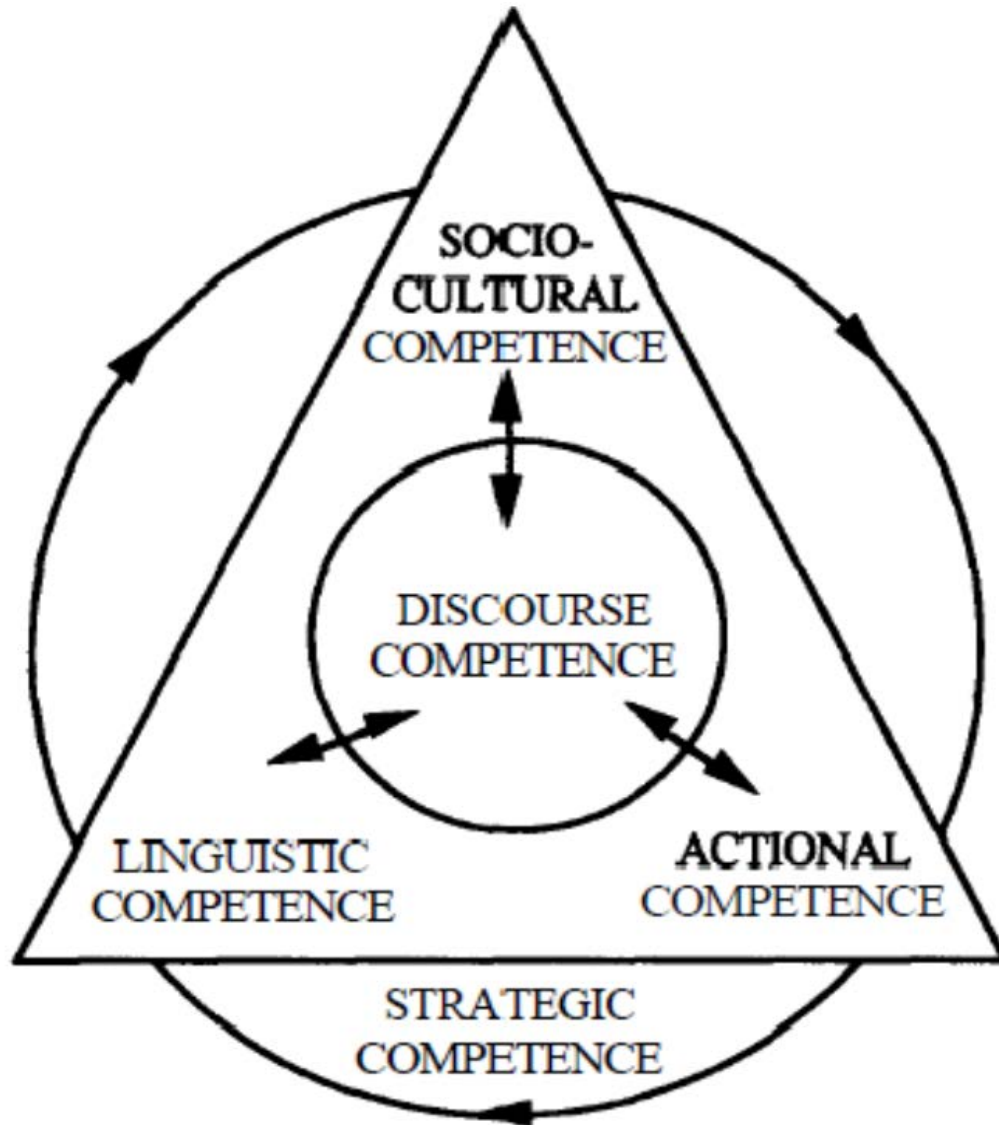 SOCIO-
CULTURAL
COMPETENCE
DISCOURSE
COMPETENCE
LINGUISTIC
COMPETENCE
ACTIONAL
COMPETENCE
STRATEGIC
COMPETENCE